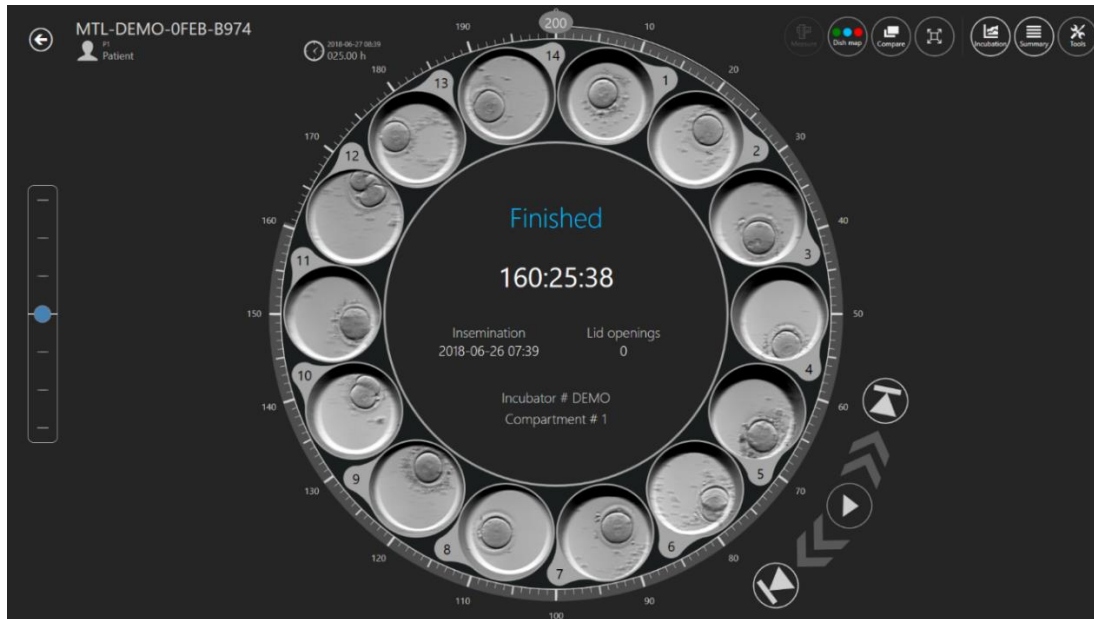 MTL-DEMO-0FEB-B974
P1
Patient
2018-06-27 08:39
025.00 h
Measure
Dish map
Compare
Incubation
Summary
Tools
200
10
20
30
40
50
60
70
80
90
100
110
120
130
140
150
160
170
180
190
1
2
3
4
5
6
7
8
9
10
11
12
13
14
Finished
160:25:38
Insemination
2018-06-26 07:39
Lid openings
0
Incubator # DEMO
Compartment # 1